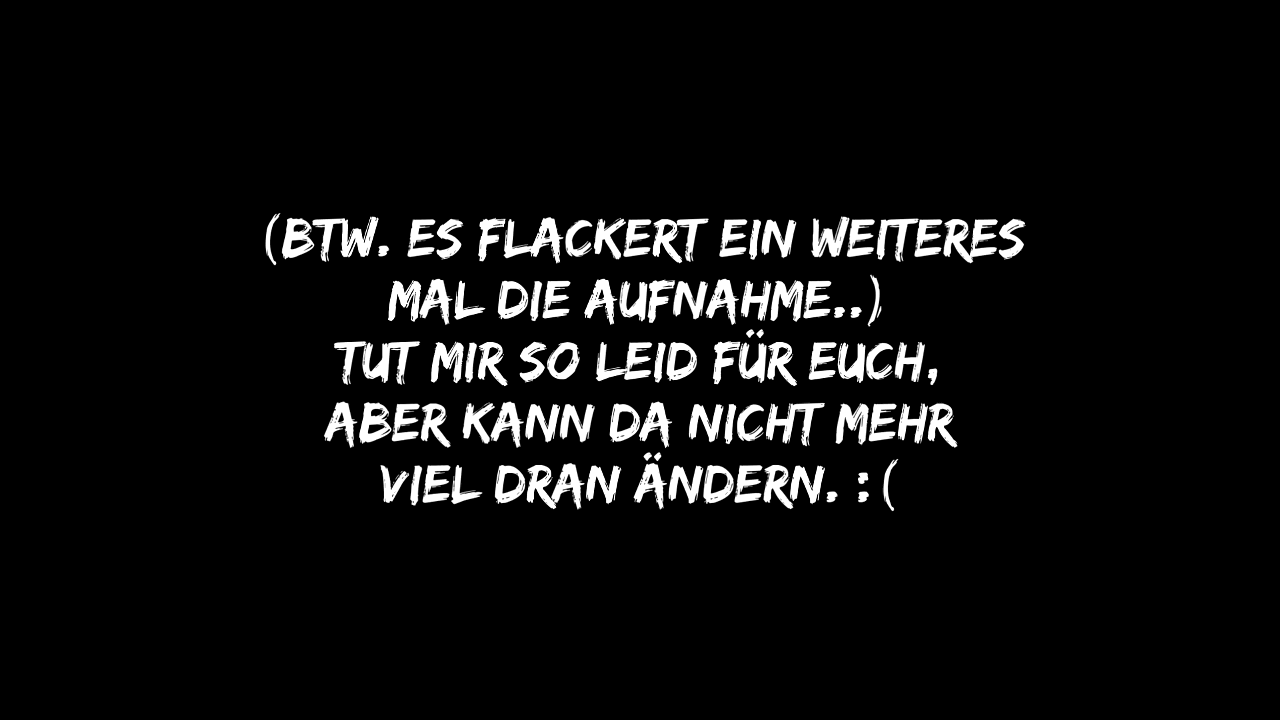 (BTW. ES FLACKERT EIN WEITERES
MAL DIE AUFNAHME..)
TUT MIR SO LEID FÜR EUCH,
ABER KANN DA NICHT MEHR
VIEL DRAN ÄNDERN. :(